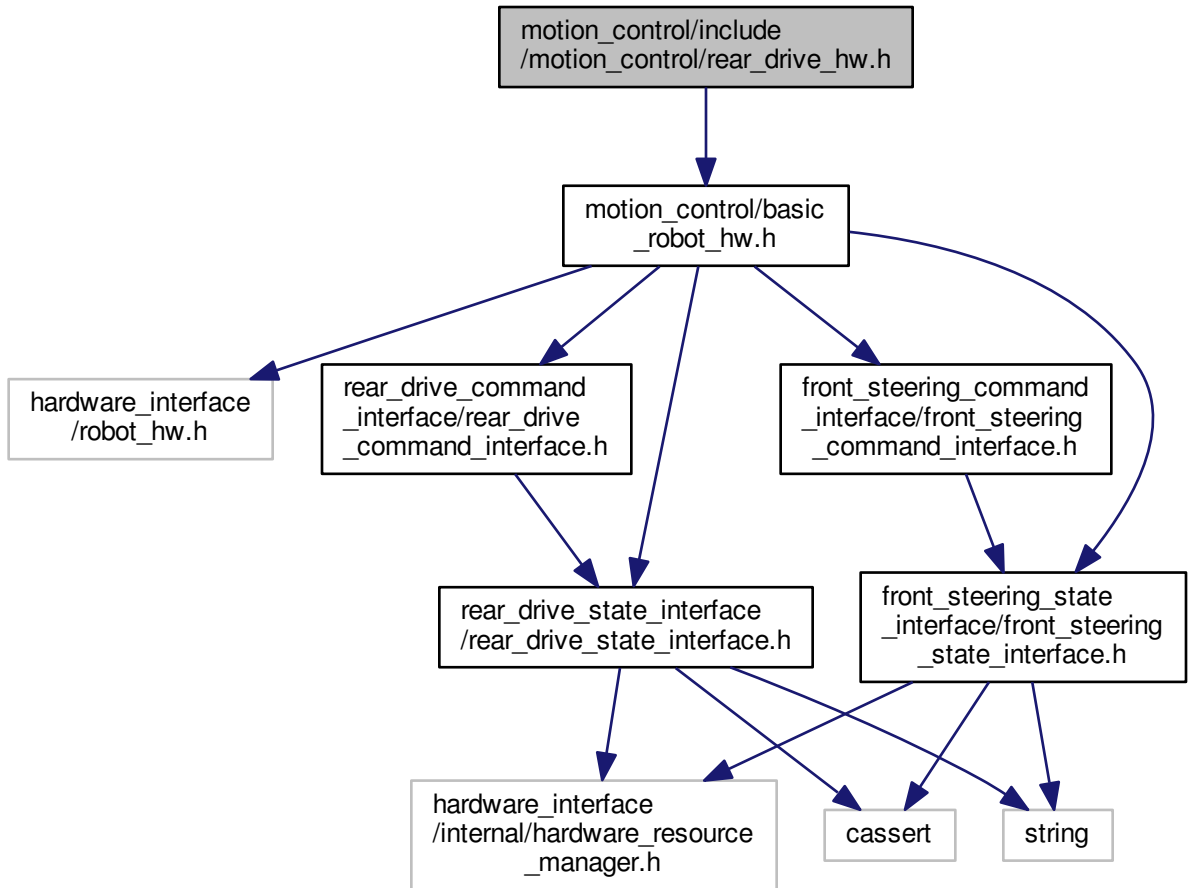 motion_control/include
/motion_control/rear_drive_hw.h
motion_control/basic
_robot_hw.h
hardware_interface
/robot_hw.h
rear_drive_command
_interface/rear_drive
_command_interface.h
front_steering_command
_interface/front_steering
_command_interface.h
rear_drive_state_interface
/rear_drive_state_interface.h
front_steering_state
_interface/front_steering
_state_interface.h
hardware_interface
/internal/hardware_resource
_manager.h
cassert
string